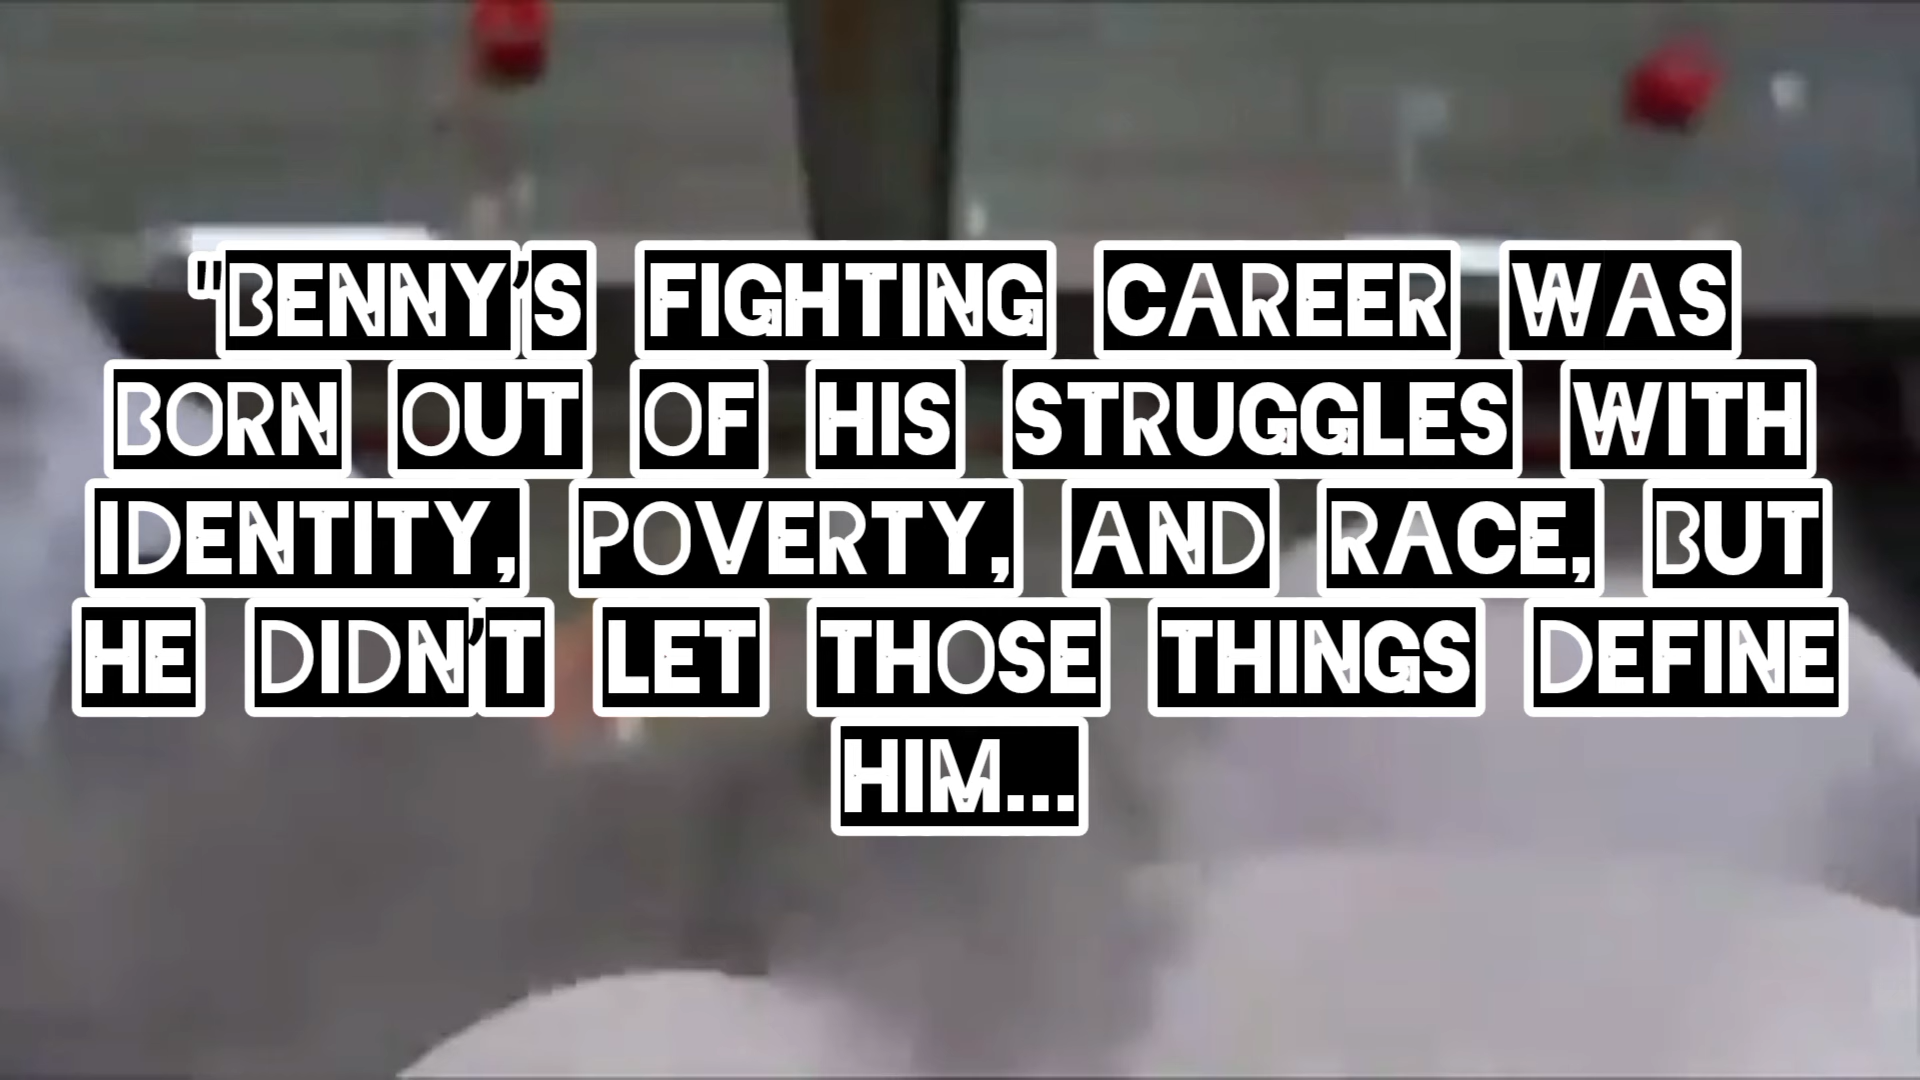 "BENNY'S FIGHTING CAREER WAS
BORN OUT OF HIS STRUGGLES WITH
IDENTITY, POVERTY, AND RACE, BUT
HE DIDN'T LET THOSE THINGS DEFINE
HIM...